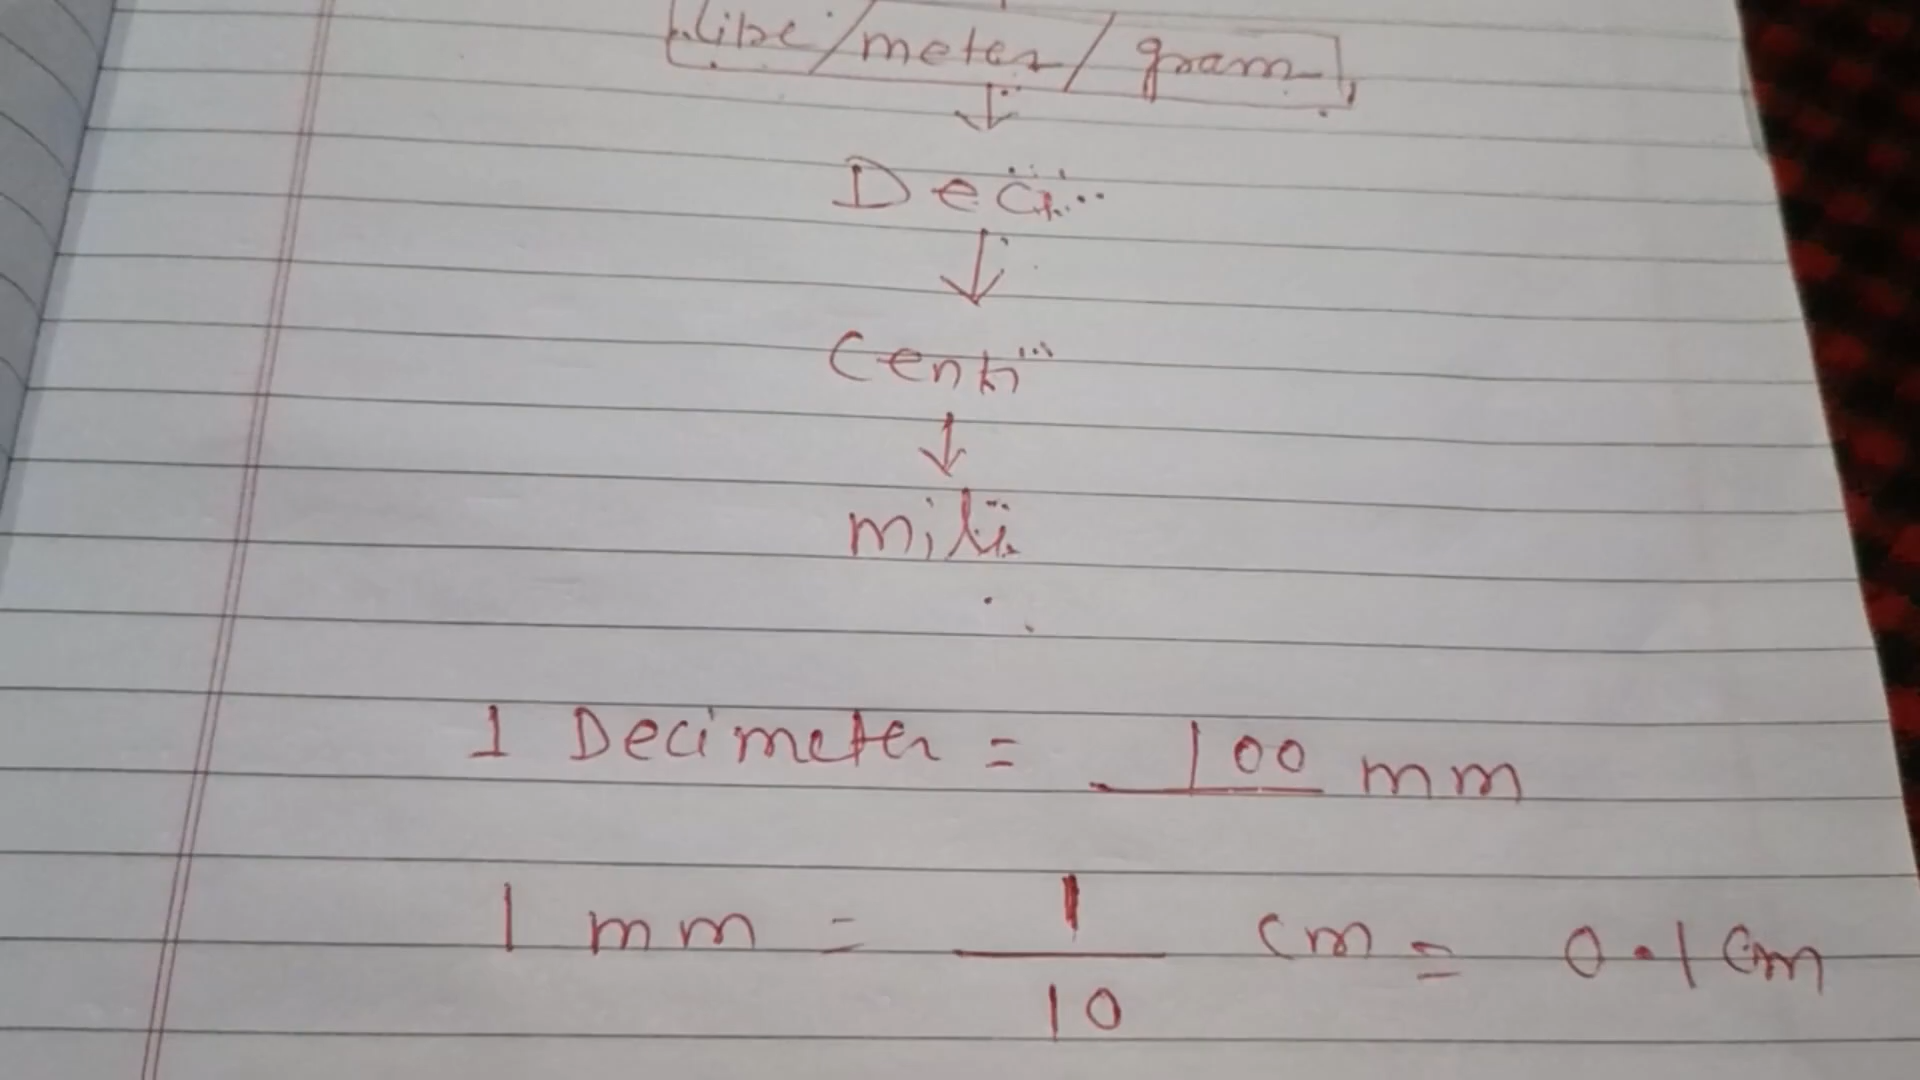 Litre/meter/gram
↓
Deci
↓
Centi
↓
mili
1 Decimeter = 100 mm
1 mm = 1/10 cm = 0.1 cm